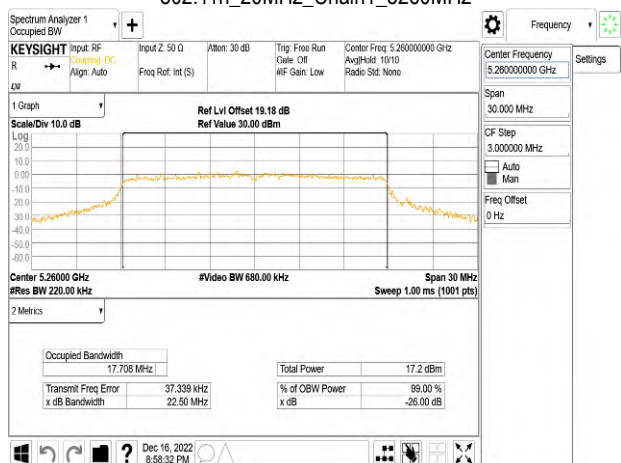 802.11n_20MHz_Chain1_5260MHz
Spectrum Analyzer 1
Occupied BW
Frequency
KEYSIGHT
R
Input: RF
Coupling: DC
Align: Auto
Input Z: 50 Ω
Freq Ref: Int (S)
Atten: 30 dB
Trig: Free Run
Gate: Off
#IF Gain: Low
Center Freq: 5.260000000 GHz
Avg|Hold: 10/10
Radio Std: None
Center Frequency
5.260000000 GHz
Settings
Span
30.000 MHz
CF Step
3.000000 MHz
Auto
Man
Freq Offset
0 Hz
1 Graph
Scale/Div 10.0 dB
Ref Lvl Offset 19.18 dB
Ref Value 30.00 dBm
Log
20.0
10.0
0.00
-10.0
-20.0
-30.0
-40.0
-50.0
-60.0
Center 5.26000 GHz
#Res BW 220.00 kHz
#Video BW 680.00 kHz
Span 30 MHz
Sweep 1.00 ms (1001 pts)
2 Metrics
Occupied Bandwidth
17.708 MHz
Total Power 17.2 dBm
Transmit Freq Error 37.339 kHz
% of OBW Power 99.00 %
x dB Bandwidth 22.50 MHz
x dB -26.00 dB
?
Dec 16, 2022
8:58:32 PM